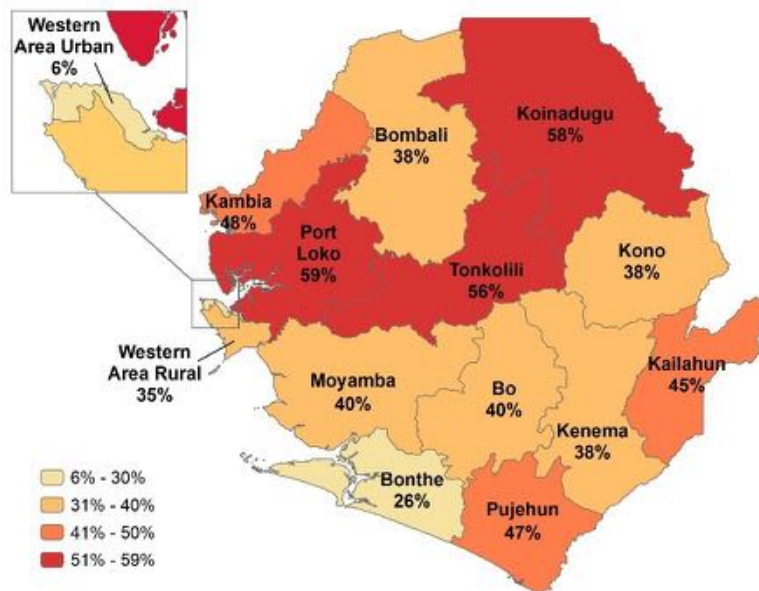 Western
Area Urban
6%
Koinadugu
58%
Bombali
38%
Kambia
48%
Port
Loko
59%
Kono
38%
Tonkolili
56%
Western
Area Rural
35%
Kailahun
45%
Moyamba
40%
Bo
40%
Kenema
38%
Bonthe
26%
Pujehun
47%
6% - 30%
31% - 40%
41% - 50%
51% - 59%